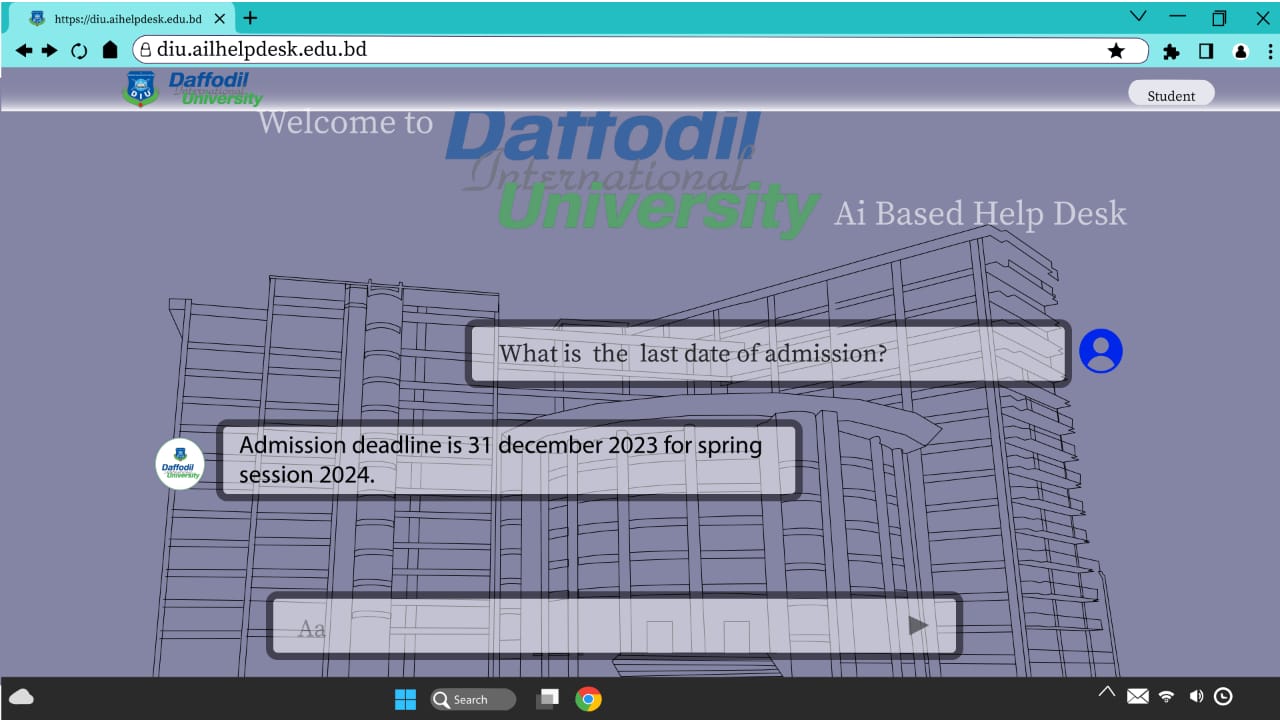 https://diu.aihelpdesk.edu.bd
diu.ailhelpdesk.edu.bd
DIU
Daffodil
International
University
Student
Welcome to
Daffodil
International
University
Ai Based Help Desk
What is the last date of admission?
Daffodil
University
Admission deadline is 31 december 2023 for spring
session 2024.
Aa
Search